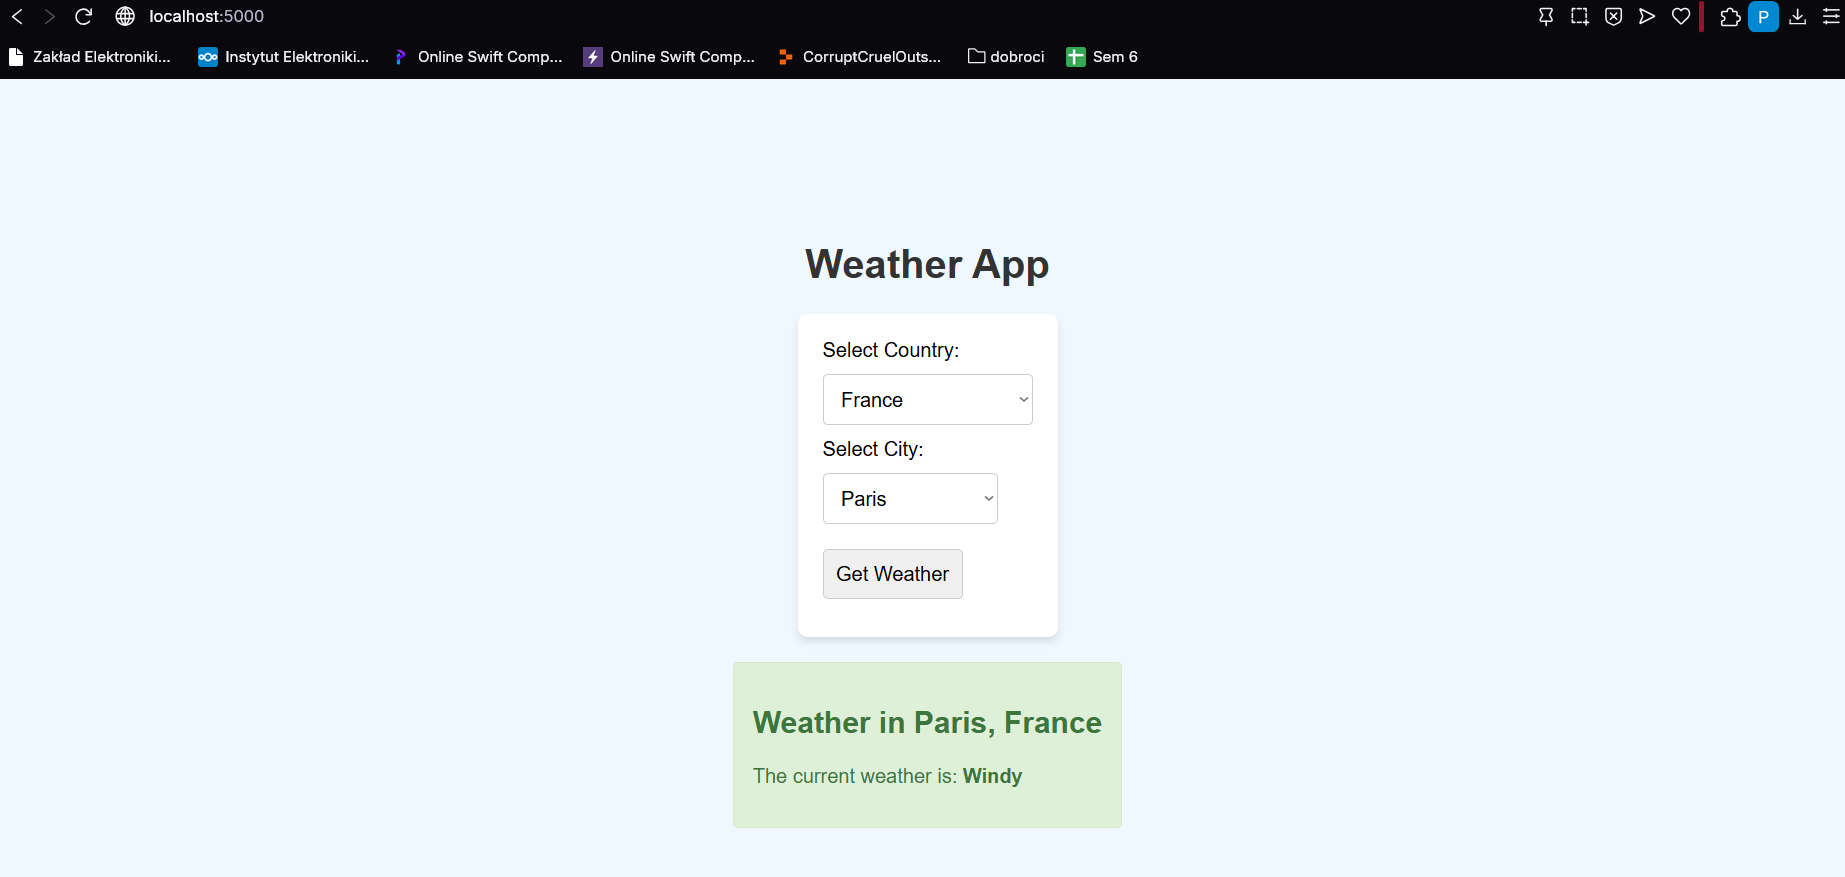 localhost:5000
P
Zakład Elektroniki... Instytut Elektroniki... Online Swift Comp... Online Swift Comp... CorruptCruelOuts... dobroci Sem 6
Weather App
Select Country:
France
Select City:
Paris
Get Weather
Weather in Paris, France
The current weather is: Windy